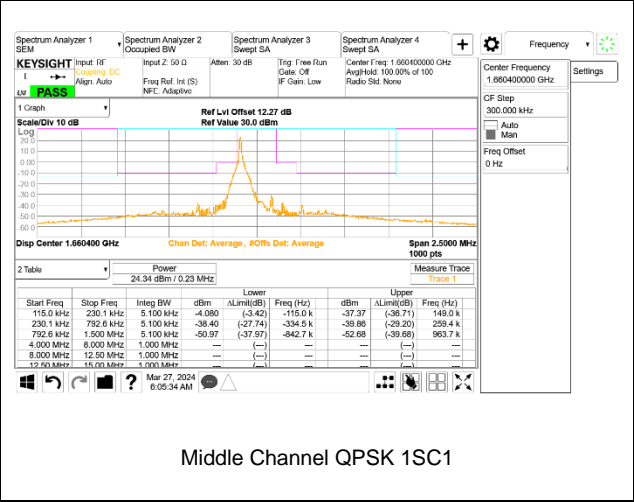 Spectrum Analyzer 1
SEM
Spectrum Analyzer 2
Occupied BW
Spectrum Analyzer 3
Swept SA
Spectrum Analyzer 4
Swept SA
Frequency
KEYSIGHT
Input: RF
Coupling: DC
Align: Auto
Input Z: 50 Ω
Freq Ref: Int (S)
NFE: Adaptive
Atten: 30 dB
Trig: Free Run
Gate: Off
IF Gain: Low
Center Freq: 1.660400000 GHz
Avg|Hold: 100.00% of 100
Radio Std: None
PASS
Center Frequency
1.660400000 GHz
Settings
CF Step
300.000 kHz
Auto
Man
Freq Offset
0 Hz
1 Graph
Scale/Div 10 dB
Ref Lvl Offset 12.27 dB
Ref Value 30.0 dBm
Log
20.0
10.0
0.00
-10.0
-20.0
-30.0
-40.0
-50.0
-60.0
Disp Center 1.660400 GHz
Chan Det: Average, #Offs Det: Average
Span 2.5000 MHz
1000 pts
2 Table
Power
24.34 dBm / 0.23 MHz
Measure Trace
Trace 1
Lower Upper
Start Freq Stop Freq Integ BW dBm ΔLimit(dB) Freq (Hz) dBm ΔLimit(dB) Freq (Hz)
115.0 kHz 230.1 kHz 5.100 kHz -4.080 (-3.42) -115.0 k -37.37 (-36.71) 149.0 k
230.1 kHz 792.6 kHz 5.100 kHz -38.40 (-27.74) -334.5 k -39.86 (-29.20) 259.4 k
792.6 kHz 1.500 MHz 5.100 kHz -50.97 (-37.97) -842.7 k -52.68 (-39.68) 963.7 k
4.000 MHz 8.000 MHz 1.000 MHz --- (---) --- --- (---) ---
8.000 MHz 12.50 MHz 1.000 MHz --- (---) --- --- (---) ---
12.50 MHz 15.00 MHz 1.000 MHz --- (---) --- --- (---) ---
Mar 27, 2024
6:05:34 AM
Middle Channel QPSK 1SC1